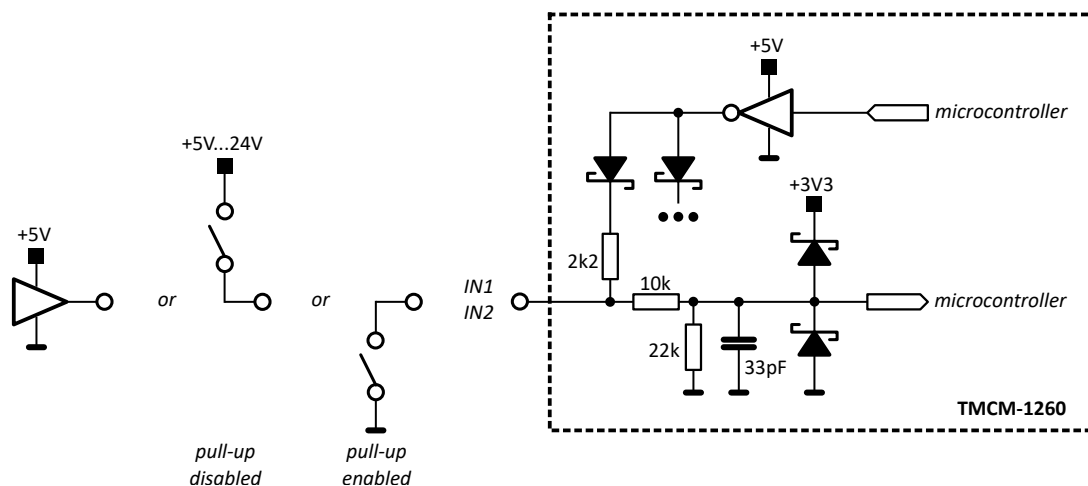 +5V
microcontroller
+5V...24V
+3V3
+5V
2k2
10k
or
or
IN1
IN2
microcontroller
22k
33pF
TMCM-1260
pull-up
disabled
pull-up
enabled